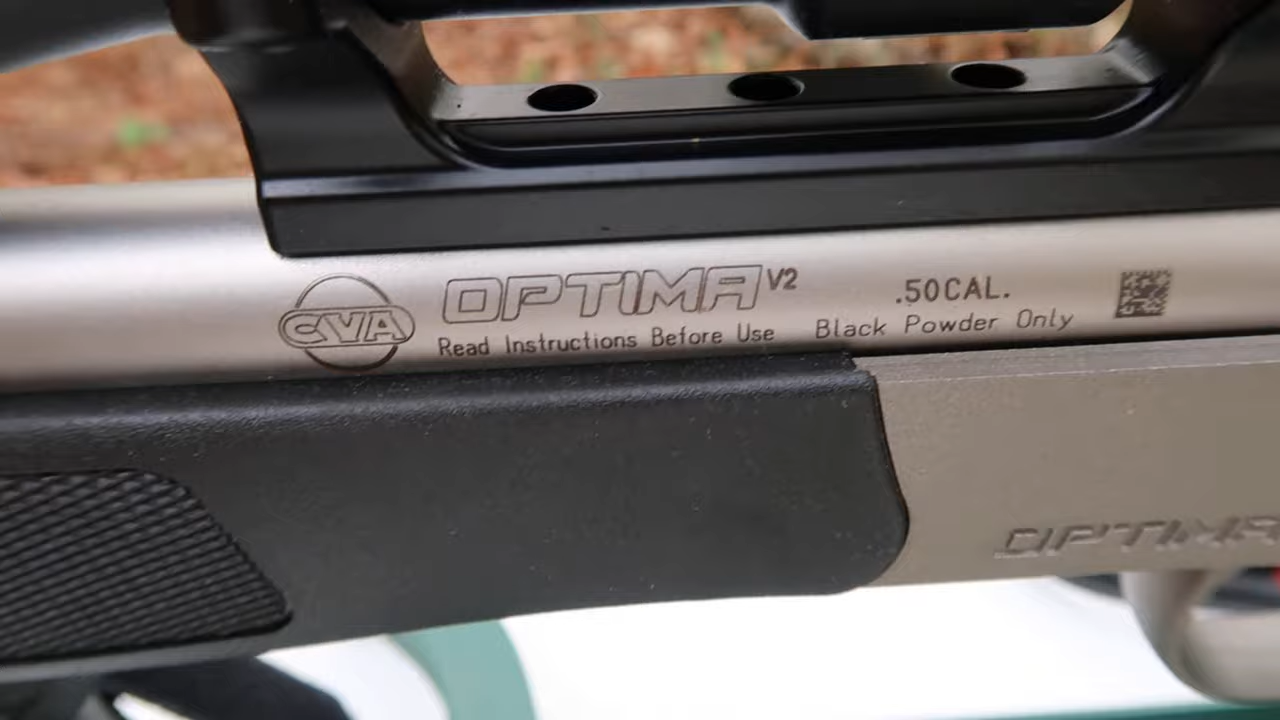 CVA
OPTIMA V2
Read Instructions Before Use
.50CAL.
Black Powder Only
OPTIMA